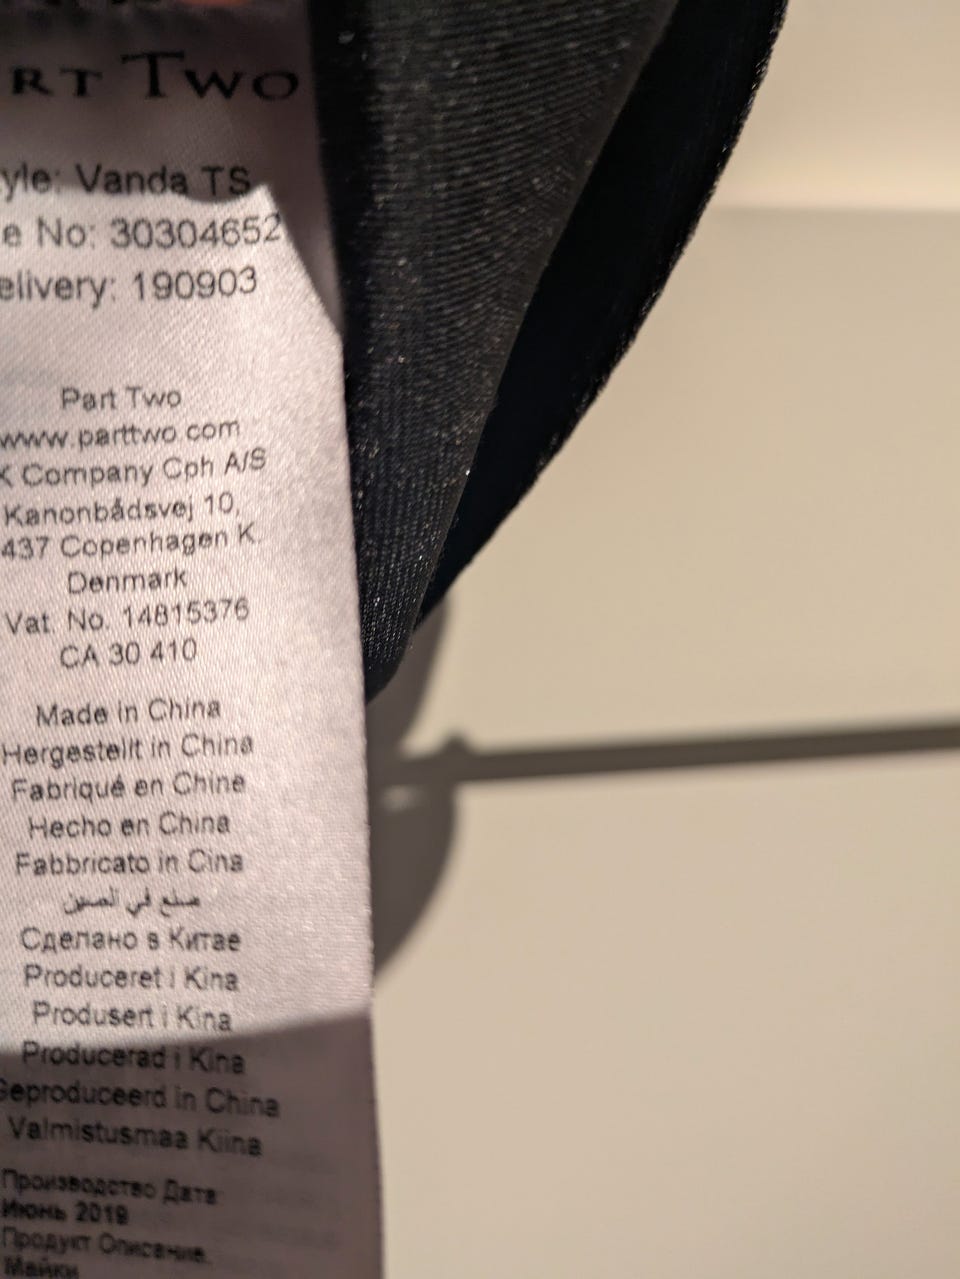 RT TWO
yle: Vanda TS
e No: 30304652
elivery: 190903
Part Two
www.parttwo.com
K Company Cph A/S
Kanonbådsvej 10,
437 Copenhagen K
Denmark
Vat. No. 14815376
CA 30 410
Made in China
Hergestellt in China
Fabriqué en Chine
Hecho en China
Fabbricato in Cina
صنع في الصين
Сделано в Китае
Produceret i Kina
Produsert i Kina
Producerad i Kina
Geproduceerd in China
Valmistusmaa Kiina
Производство Дата:
Июнь 2019
Продукт Описание.
Майки